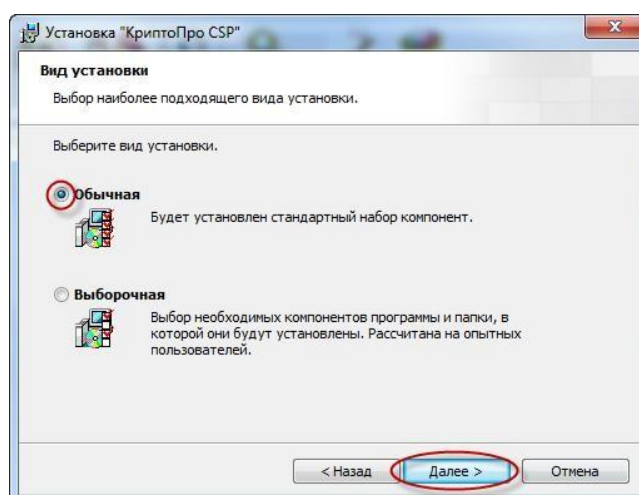 Установка "КриптоПро CSP"
Вид установки
Выбор наиболее подходящего вида установки.
Выберите вид установки.
Обычная
Будет установлен стандартный набор компонент.
Выборочная
Выбор необходимых компонентов программы и папки, в
которой они будут установлены. Рассчитана на опытных
пользователей.
< Назад
Далее >
Отмена